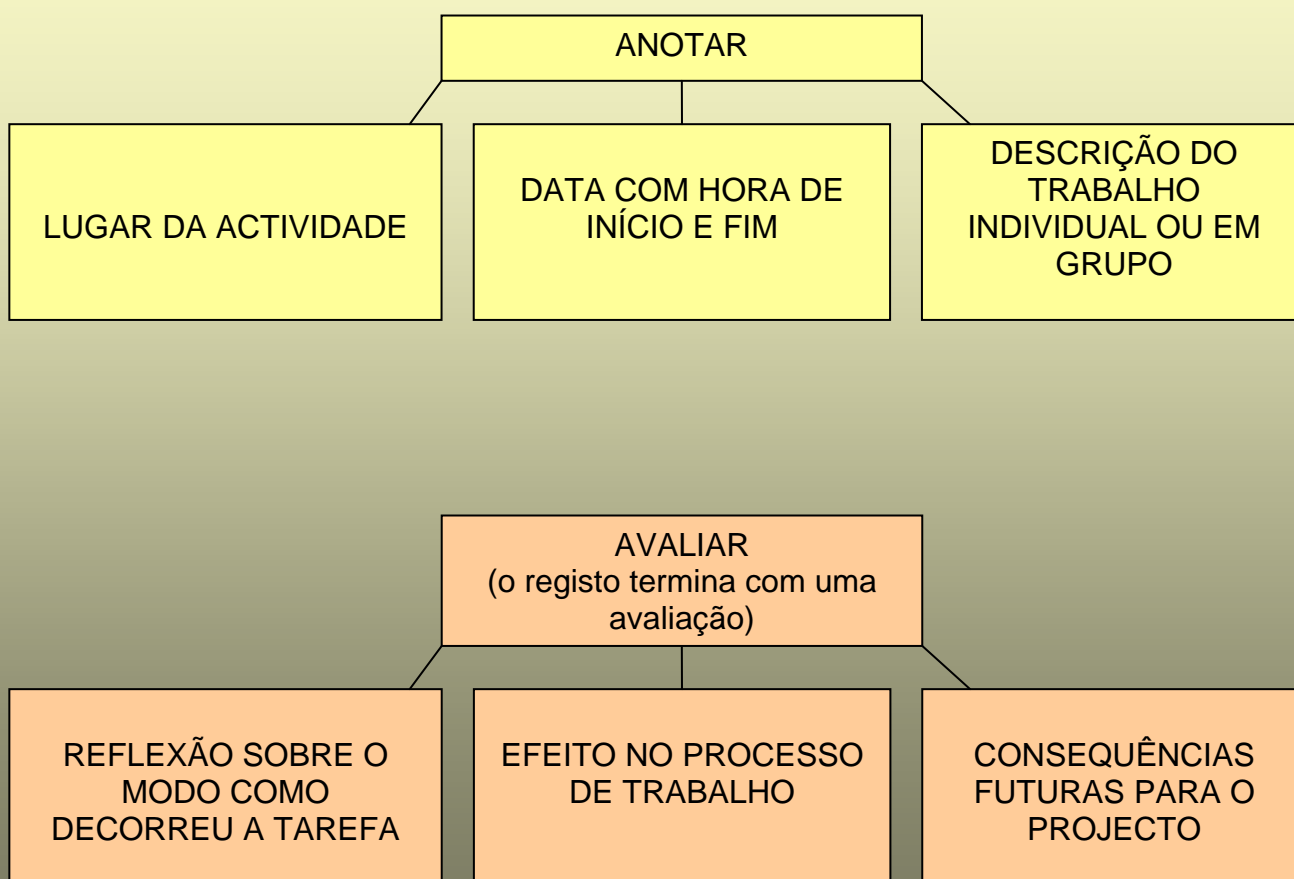 ANOTAR
LUGAR DA ACTIVIDADE
DATA COM HORA DE
INÍCIO E FIM
DESCRIÇÃO DO
TRABALHO
INDIVIDUAL OU EM
GRUPO
AVALIAR
(o registo termina com uma
avaliação)
REFLEXÃO SOBRE O
MODO COMO
DECORREU A TAREFA
EFEITO NO PROCESSO
DE TRABALHO
CONSEQUÊNCIAS
FUTURAS PARA O
PROJECTO